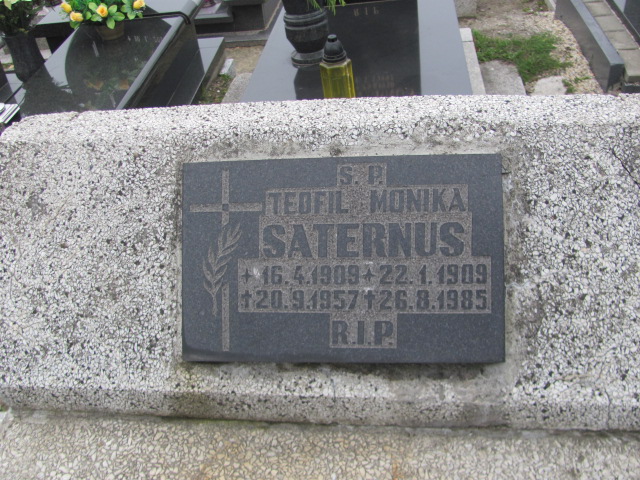 S.P.
TEOFIL MONIKA
SATERNUS
+16.4.1909+22.1.1909
†20.9.1957†26.8.1985
R.I.P.